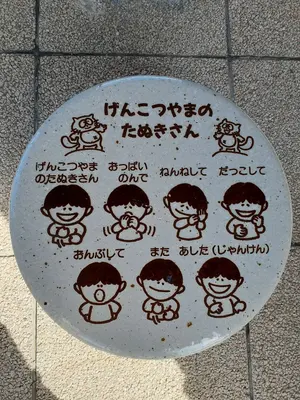 げんこつやまの
たぬきさん
げんこつやま
のたぬきさん
おっぱい
のんで
ねんねして
だっこして
おんぶして
また あした(じゃんけん)